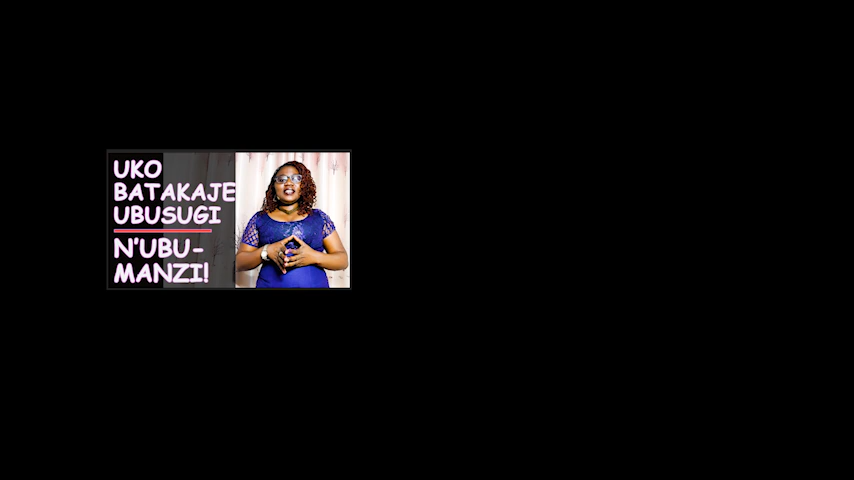 UKO
BATAKAJE
UBUSUGI
N'UBU-
MANZI!